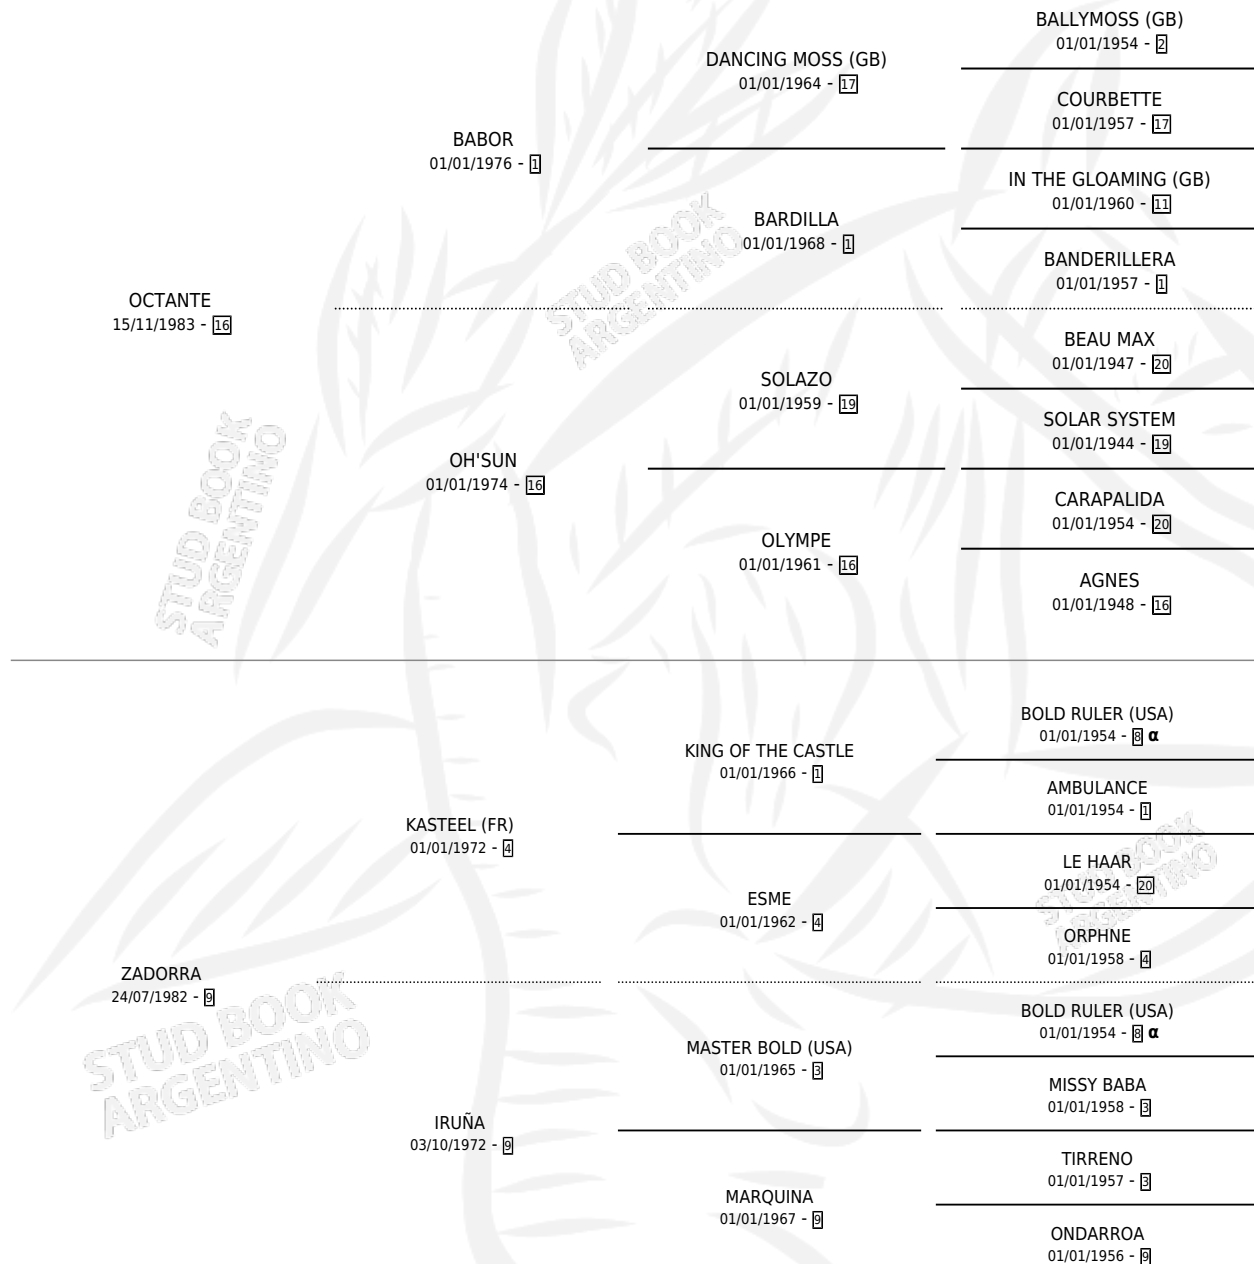 BALLYMOSS (GB)
01/01/1954 - 2
DANCING MOSS (GB)
01/01/1964 - 17
COURBETTE
01/01/1957 - 17
BABOR
01/01/1976 - 1
IN THE GLOAMING (GB)
01/01/1960 - 11
BARDILLA
01/01/1968 - 1
BANDERILLERA
01/01/1957 - 1
OCTANTE
15/11/1983 - 16
BEAU MAX
01/01/1947 - 20
SOLAZO
01/01/1959 - 19
SOLAR SYSTEM
01/01/1944 - 19
OH'SUN
01/01/1974 - 16
CARAPALIDA
01/01/1954 - 20
OLYMPE
01/01/1961 - 16
AGNES
01/01/1948 - 16
BOLD RULER (USA)
01/01/1954 - 8 α
KING OF THE CASTLE
01/01/1966 - 1
AMBULANCE
01/01/1954 - 1
KASTEEL (FR)
01/01/1972 - 4
LE HAAR
01/01/1954 - 20
ESME
01/01/1962 - 4
ORPHNE
01/01/1958 - 4
ZADORRA
24/07/1982 - 9
BOLD RULER (USA)
01/01/1954 - 8 α
MASTER BOLD (USA)
01/01/1965 - 3
MISSY BABA
01/01/1958 - 3
IRUÑA
03/10/1972 - 9
TIRRENO
01/01/1957 - 3
MARQUINA
01/01/1967 - 9
ONDARROA
01/01/1956 - 9
STUD BOOK
ARGENTINO
STUD BOOK
ARGENTINO
STUD BOOK
ARGENTINO
STUD BOOK
ARGENTINO